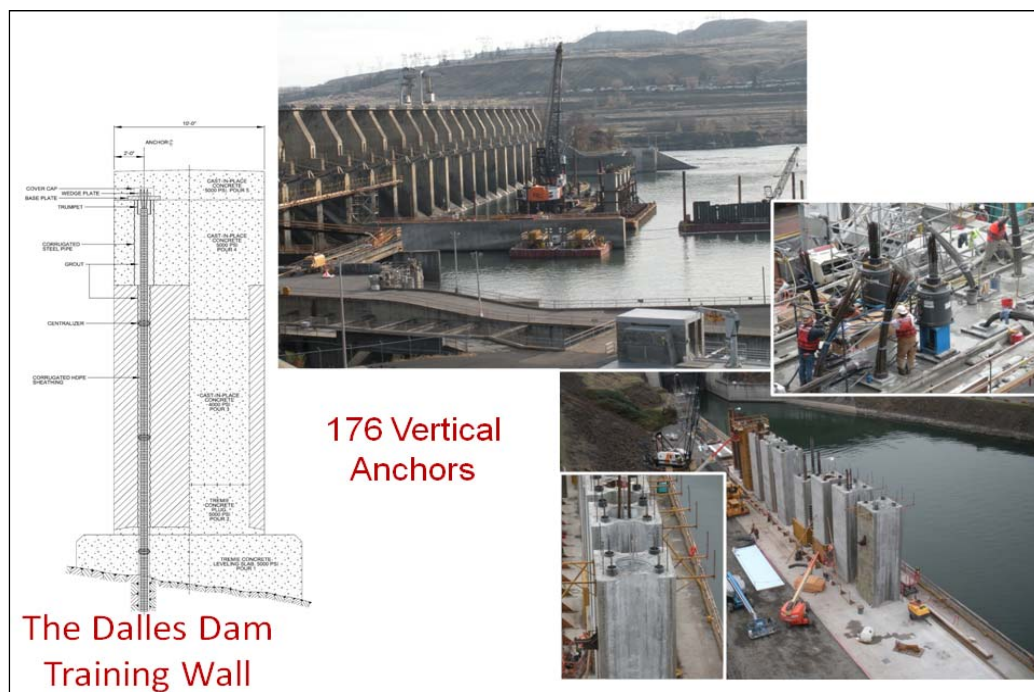 10'-0"
ANCHOR ℄
2'-0"
COVER CAP
WEDGE PLATE
BASE PLATE
TRUMPET
CORRUGATED
STEEL PIPE
GROUT
CENTRALIZER
CORRUGATED HDPE
SHEATHING
CAST-IN-PLACE
CONCRETE
5000 PSI, POUR 5
CAST-IN-PLACE
CONCRETE
5000 PSI
POUR 4
CAST-IN-PLACE
CONCRETE
POUR 3
TREMIE
CONCRETE
PLUG,
5000 PSI
POUR 2
TREMIE CONCRETE
LEVELING SLAB, 5000 PSI
POUR 1
176 Vertical
Anchors
The Dalles Dam
Training Wall